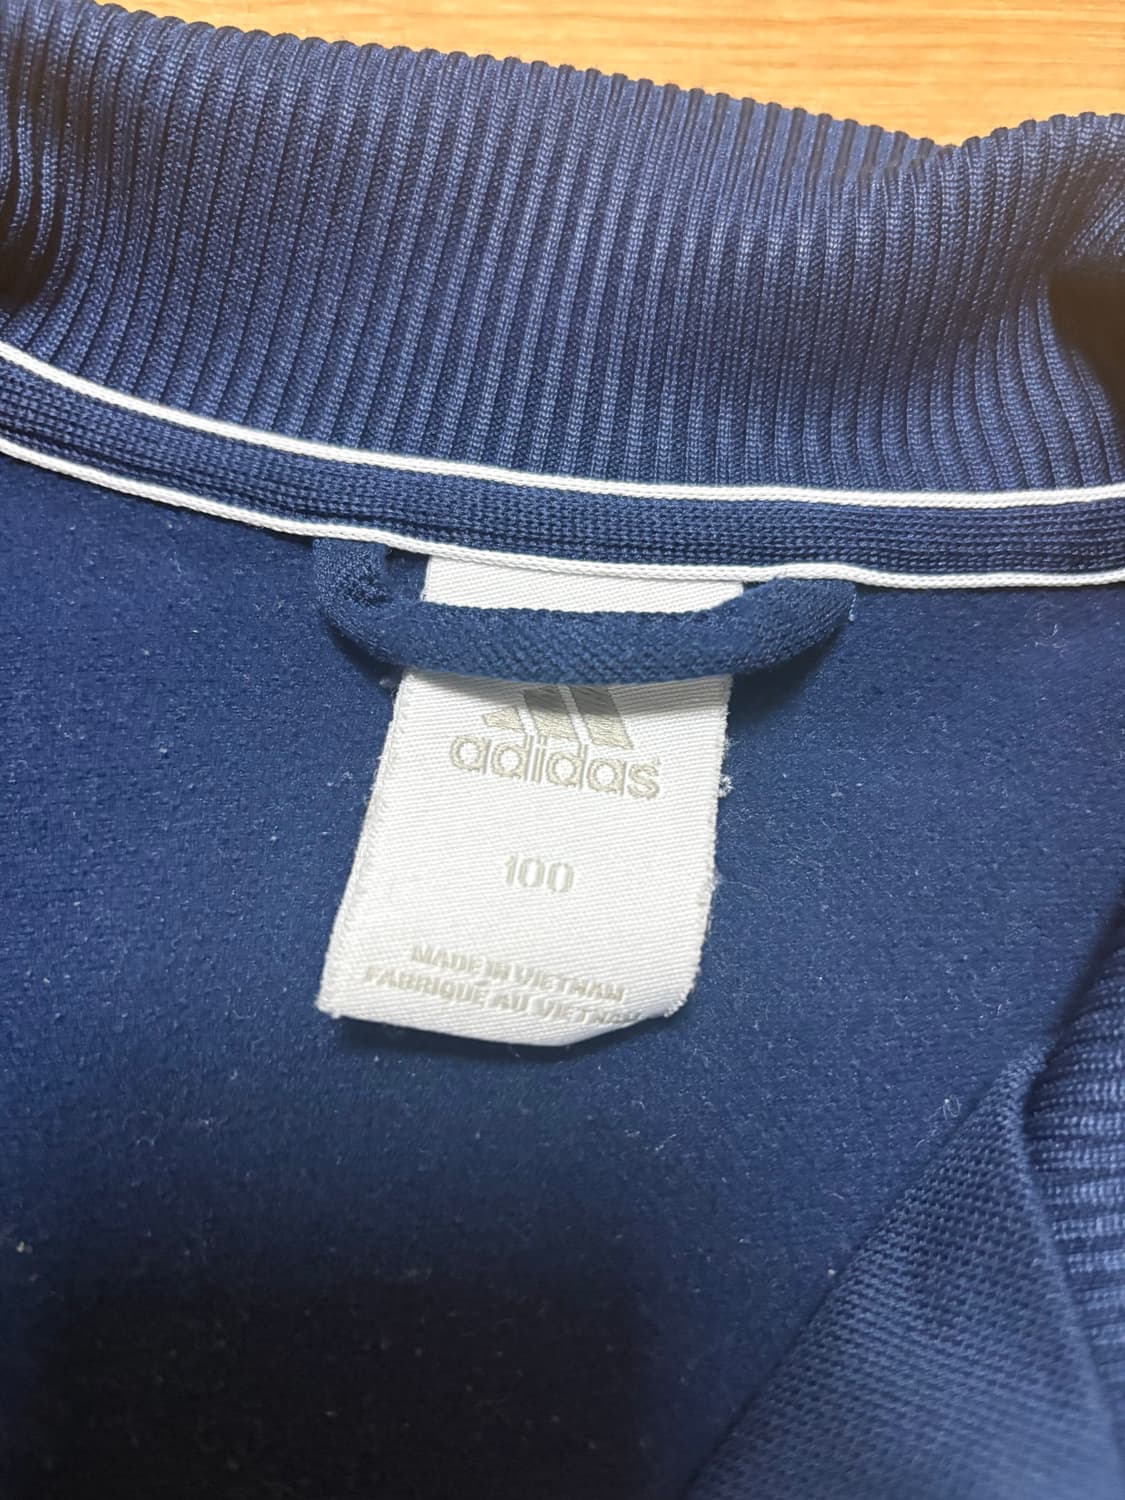 adidas
100
MADE IN VIETNAM
FABRIQUÉ AU VIETNAM